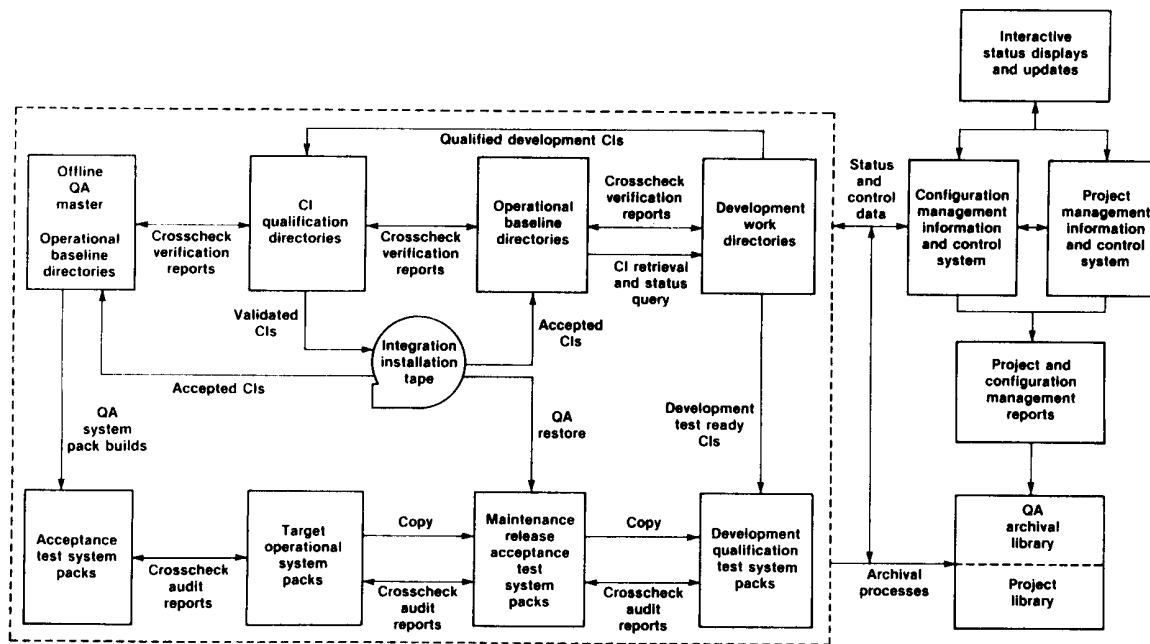 Interactive
status displays
and updates
Qualified development CIs
Offline
QA
master
Operational
baseline
directories
Crosscheck
verification
reports
CI
qualification
directories
Crosscheck
verification
reports
Operational
baseline
directories
Crosscheck
verification
reports
CI retrieval
and status
query
Development
work
directories
Status
and
control
data
Configuration
management
information
and control
system
Project
management
information
and control
system
Validated
CIs
Integration
installation
tape
Accepted
CIs
Accepted CIs
QA
system
pack builds
QA
restore
Development
test ready
CIs
Project and
configuration
management
reports
Acceptance
test system
packs
Crosscheck
audit
reports
Target
operational
system
packs
Copy
Crosscheck
audit
reports
Maintenance
release
acceptance
test
system
packs
Copy
Crosscheck
audit
reports
Development
qualification
test system
packs
Archival
processes
QA
archival
library
Project
library